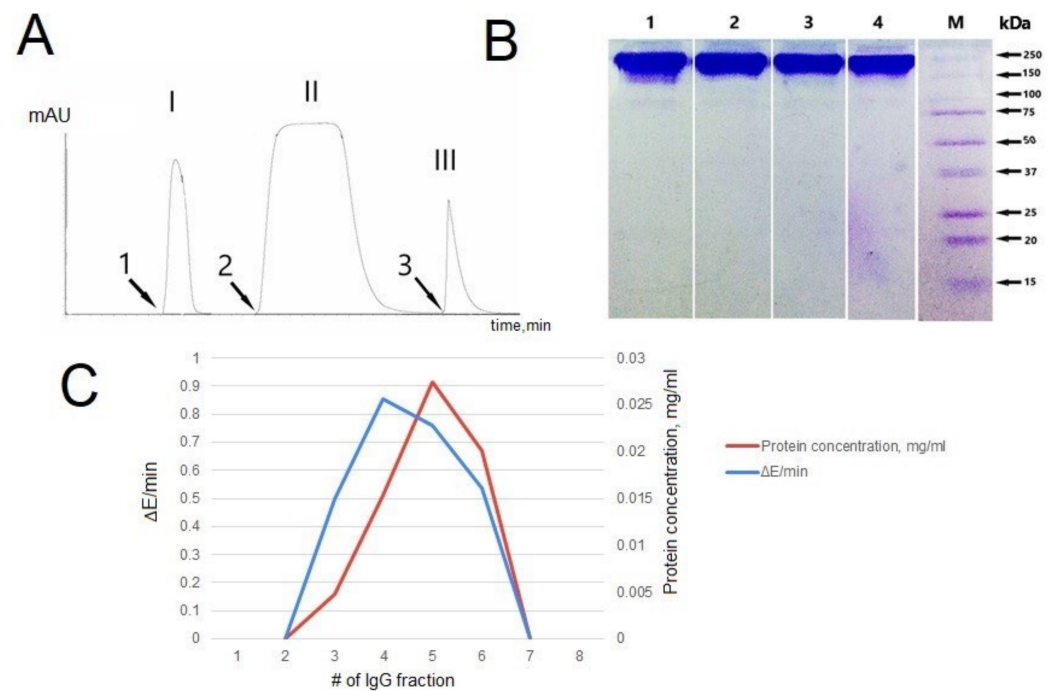 A
mAU
I
II
III
1
2
3
time,min
B
1 2 3 4 M kDa
250
150
100
75
50
37
25
20
15
C
1 0.03
0.9
0.8 0.025
0.7
0.6 0.02
0.5 0.015
0.4
0.3 0.01
0.2 0.005
0.1
0 0
ΔE/min
Protein concentration, mg/ml
1 2 3 4 5 6 7 8
# of IgG fraction
Protein concentration, mg/ml
ΔE/min